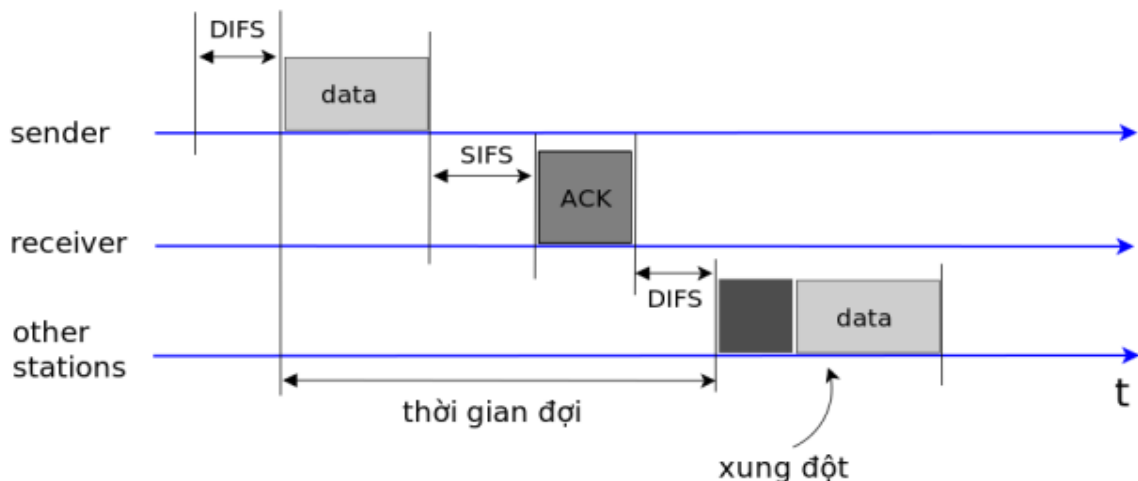 DIFS
data
sender
SIFS
ACK
receiver
DIFS
data
other
stations
t
thời gian đợi
xung đột